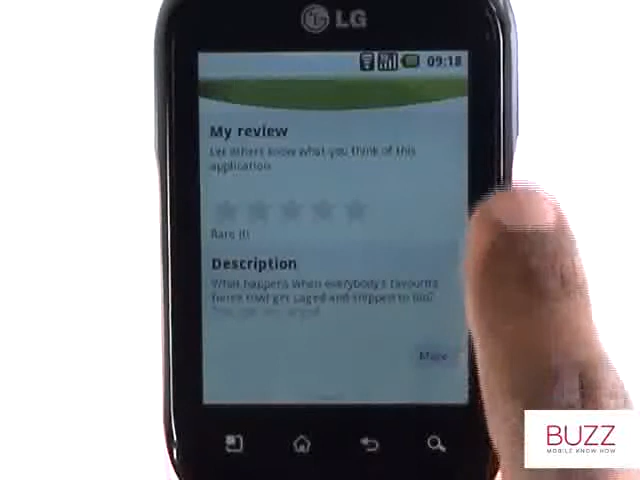 LG
09:18
My review
Let others know what you think of this
application.
Rate it!
Description
What happens when everybody's favourite
fierce fowl get caged and shipped to Rio?
More
BUZZ
MOBILE KNOW HOW